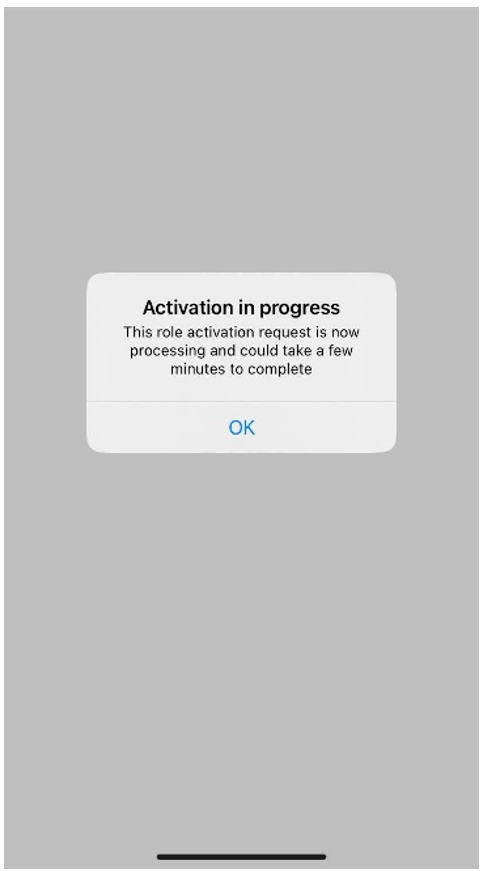 Activation in progress
This role activation request is now
processing and could take a few
minutes to complete
OK